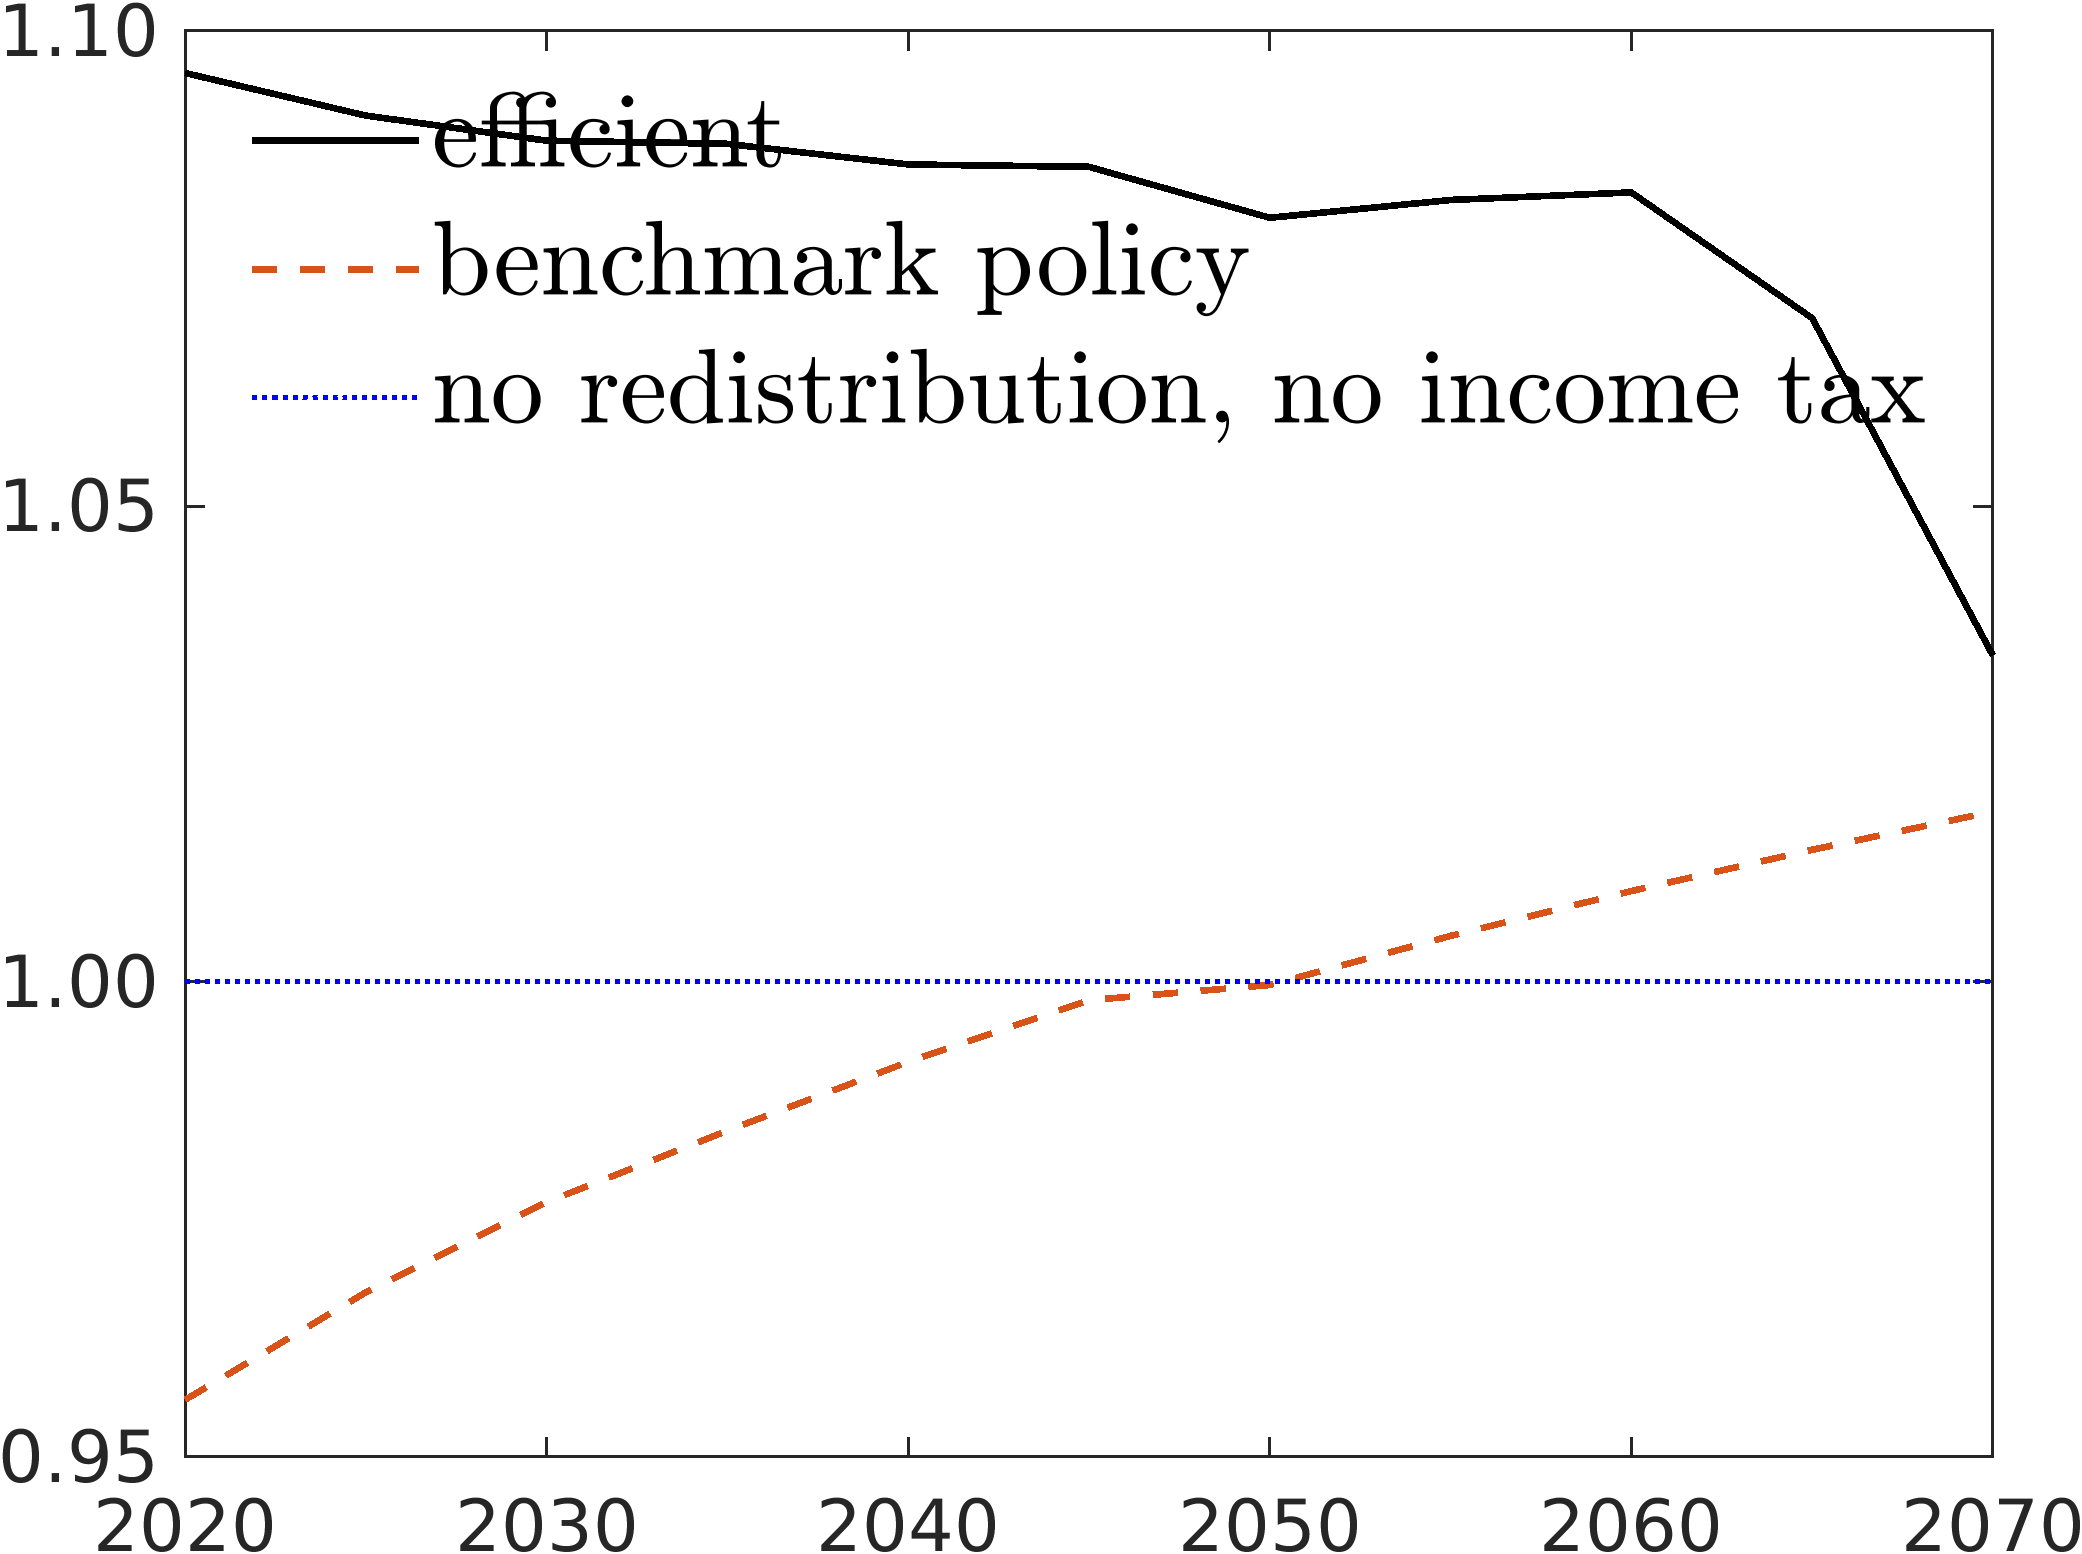 1.10
efficient
benchmark policy
no redistribution, no income tax
1.05
1.00
0.95
2020 2030 2040 2050 2060 2070